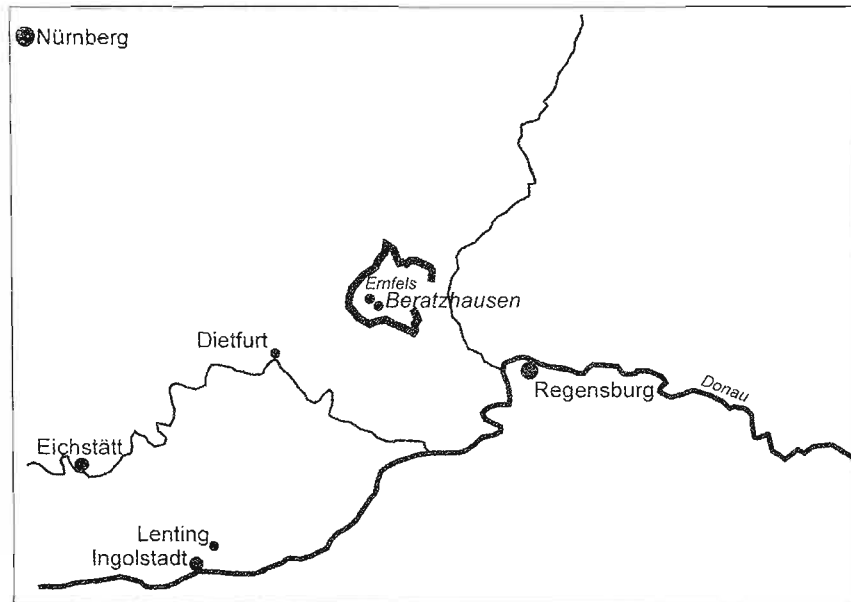 Nürnberg
Ernfels
Beratzhausen
Dietfurt
Regensburg
Donau
Eichstätt
Lenting
Ingolstadt